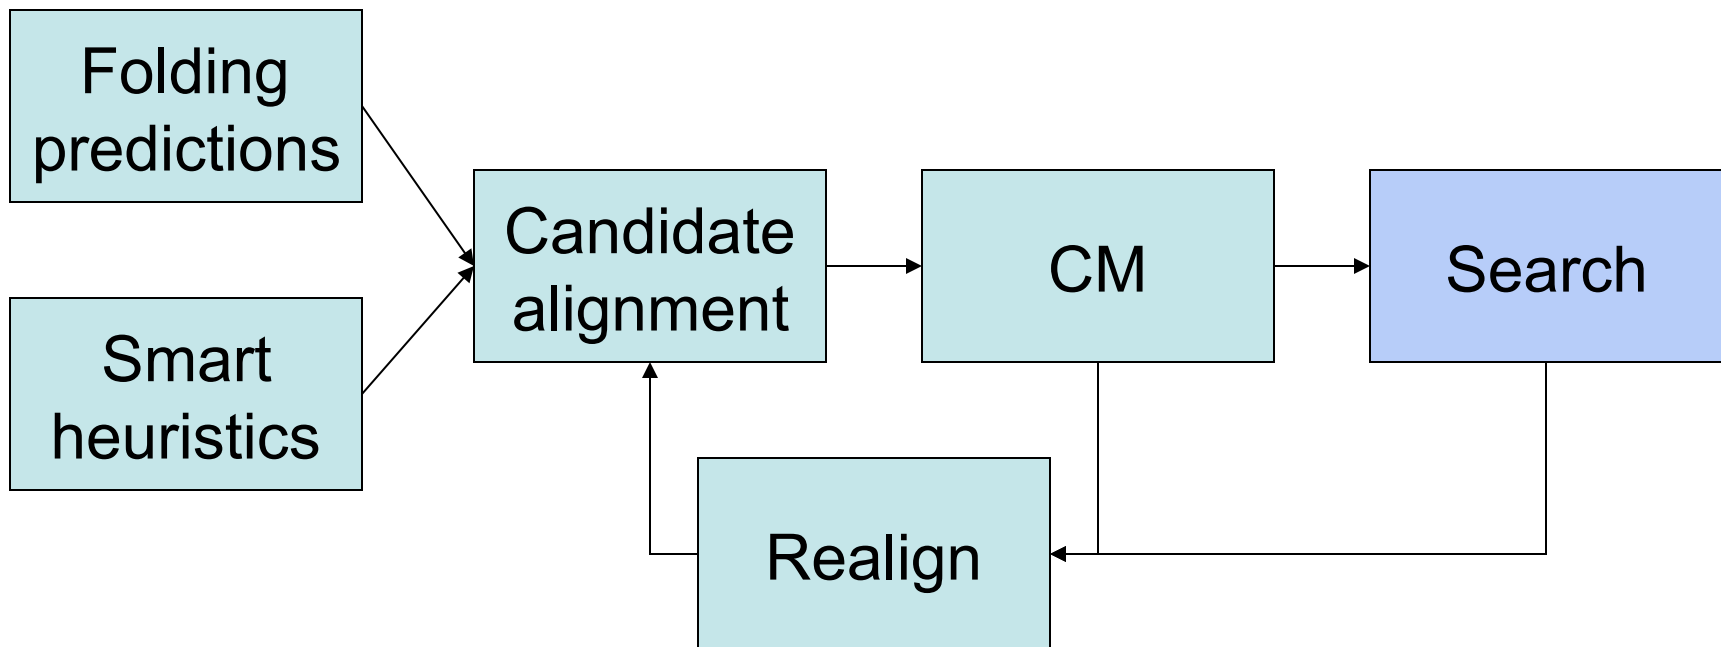 Folding
predictions
Smart
heuristics
Candidate
alignment
CM
Search
Realign